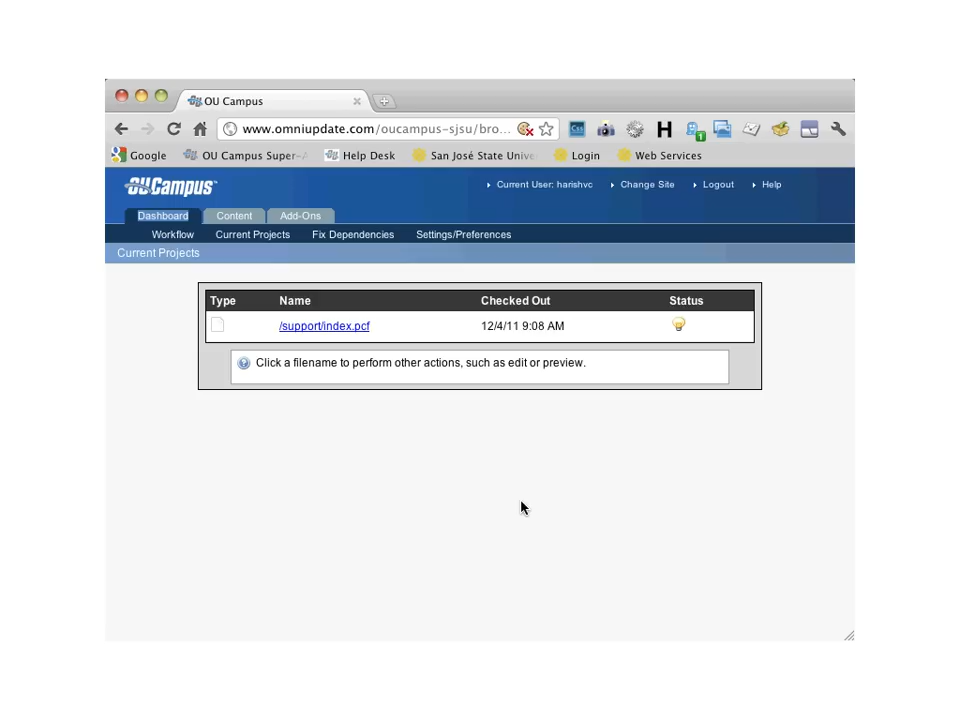 OU Campus
www.omniupdate.com/oucampus-sjsu/bro...
Google OU Campus Super-A Help Desk San José State Unive Login Web Services
OUCampus Current User: harishvc Change Site Logout Help
Dashboard Content Add-Ons
Workflow Current Projects Fix Dependencies Settings/Preferences
Current Projects
Type Name Checked Out Status
/support/index.pcf 12/4/11 9:08 AM
Click a filename to perform other actions, such as edit or preview.